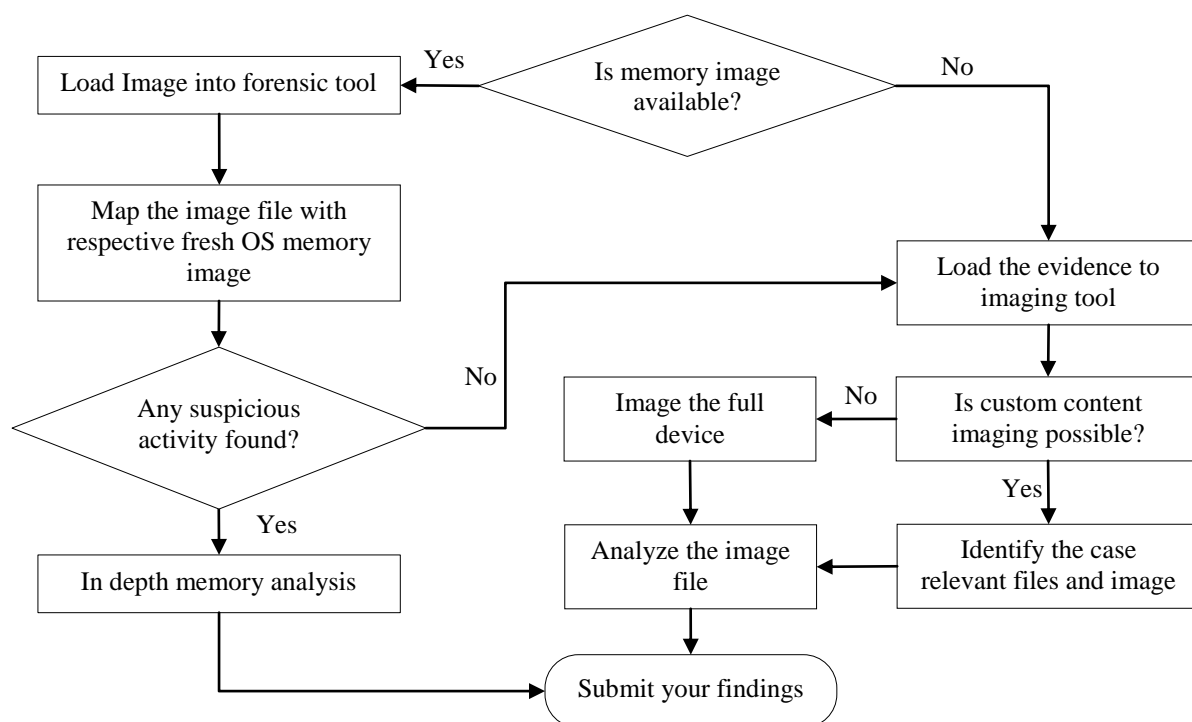 Is memory image
available?
Yes
No
Load Image into forensic tool
Map the image file with
respective fresh OS memory
image
Any suspicious
activity found?
No
Yes
In depth memory analysis
Load the evidence to
imaging tool
Is custom content
imaging possible?
No
Yes
Image the full
device
Identify the case
relevant files and image
Analyze the image
file
Submit your findings